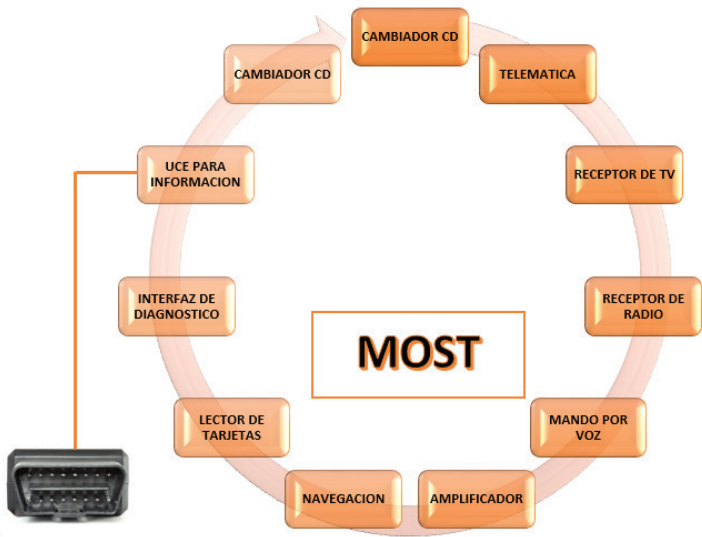 CAMBIADOR CD
TELEMATICA
RECEPTOR DE TV
RECEPTOR DE
RADIO
MANDO POR
VOZ
AMPLIFICADOR
NAVEGACION
LECTOR DE
TARJETAS
INTERFAZ DE
DIAGNOSTICO
UCE PARA
INFORMACION
CAMBIADOR CD
MOST